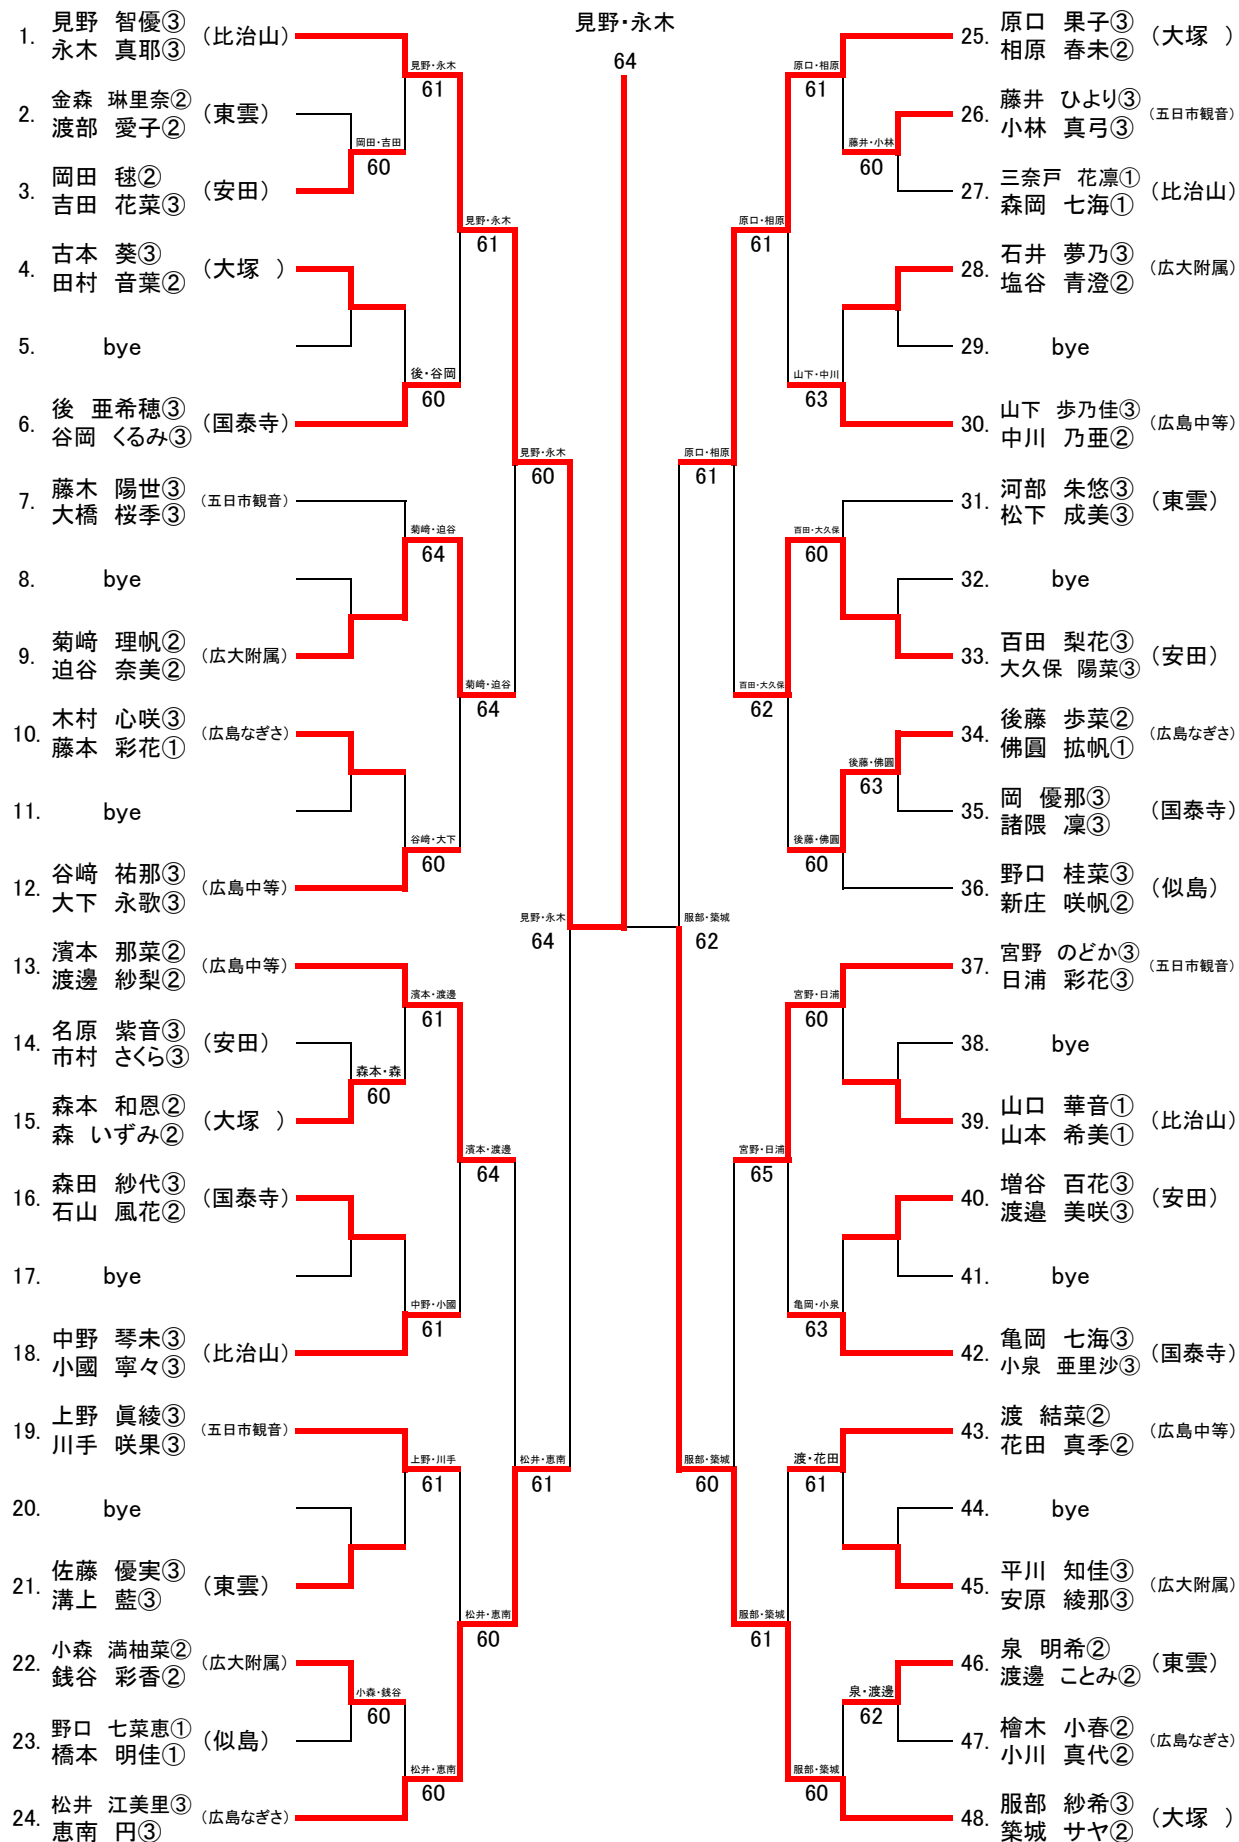 見野・永木
64
1. 見野 智優③ (比治山)
永木 真耶③
2. 金森 琳里奈② (東雲)
渡部 愛子②
3. 岡田 毬② (安田)
吉田 花菜③
4. 古本 葵③ (大塚 )
田村 音葉②
5. bye
6. 後 亜希穂③ (国泰寺)
谷岡 くるみ③
7. 藤木 陽世③ (五日市観音)
大橋 桜季③
8. bye
9. 菊﨑 理帆② (広大附属)
迫谷 奈美②
10. 木村 心咲③ (広島なぎさ)
藤本 彩花①
11. bye
12. 谷﨑 祐那③ (広島中等)
大下 永歌③
13. 濱本 那菜② (広島中等)
渡邊 紗梨②
14. 名原 紫音③ (安田)
市村 さくら③
15. 森本 和恩② (大塚 )
森 いずみ②
16. 森田 紗代③ (国泰寺)
石山 風花②
17. bye
18. 中野 琴未③ (比治山)
小國 寧々③
19. 上野 眞綾③ (五日市観音)
川手 咲果③
20. bye
21. 佐藤 優実③ (東雲)
溝上 藍③
22. 小森 満柚菜② (広大附属)
銭谷 彩香②
23. 野口 七菜恵① (似島)
橋本 明佳①
24. 松井 江美里③ (広島なぎさ)
恵南 円③
見野・永木
61
岡田・吉田
60
見野・永木
61
後・谷岡
60
見野・永木
60
菊﨑・迫谷
64
菊﨑・迫谷
64
谷﨑・大下
60
見野・永木
64
濱本・渡邊
61
森本・森
60
濱本・渡邊
64
中野・小國
61
上野・川手
61
松井・恵南
61
松井・恵南
60
小森・銭谷
60
松井・恵南
60
25. 原口 果子③ (大塚 )
相原 春未②
26. 藤井 ひより③ (五日市観音)
小林 真弓③
27. 三奈戸 花凛① (比治山)
森岡 七海①
28. 石井 夢乃③ (広大附属)
塩谷 青澄②
29. bye
30. 山下 歩乃佳③ (広島中等)
中川 乃亜②
31. 河部 朱悠③ (東雲)
松下 成美③
32. bye
33. 百田 梨花③ (安田)
大久保 陽菜③
34. 後藤 歩菜② (広島なぎさ)
佛圓 拡帆①
35. 岡 優那③ (国泰寺)
諸隈 凜③
36. 野口 桂菜③ (似島)
新庄 咲帆②
37. 宮野 のどか③ (五日市観音)
日浦 彩花③
38. bye
39. 山口 華音① (比治山)
山本 希美①
40. 増谷 百花③ (安田)
渡邉 美咲③
41. bye
42. 亀岡 七海③ (国泰寺)
小泉 亜里沙③
43. 渡 結菜② (広島中等)
花田 真季②
44. bye
45. 平川 知佳③ (広大附属)
安原 綾那③
46. 泉 明希② (東雲)
渡邊 ことみ②
47. 檜木 小春② (広島なぎさ)
小川 真代②
48. 服部 紗希③ (大塚 )
築城 サヤ②
原口・相原
61
藤井・小林
60
原口・相原
61
山下・中川
63
原口・相原
61
百田・大久保
60
百田・大久保
62
後藤・佛圓
63
後藤・佛圓
60
服部・築城
62
宮野・日浦
60
宮野・日浦
65
亀岡・小泉
63
服部・築城
60
渡・花田
61
服部・築城
61
泉・渡邊
62
服部・築城
60